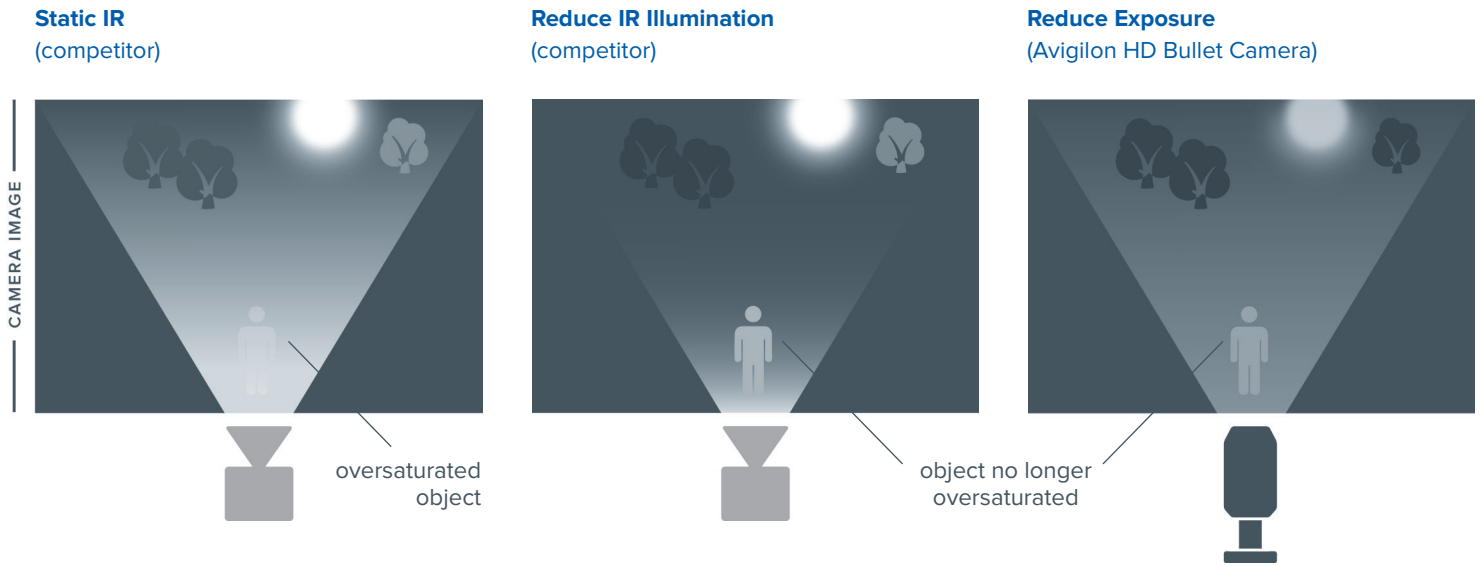 Static IR
(competitor)
Reduce IR Illumination
(competitor)
Reduce Exposure
(Avigilon HD Bullet Camera)
CAMERA IMAGE
oversaturated
object
object no longer
oversaturated